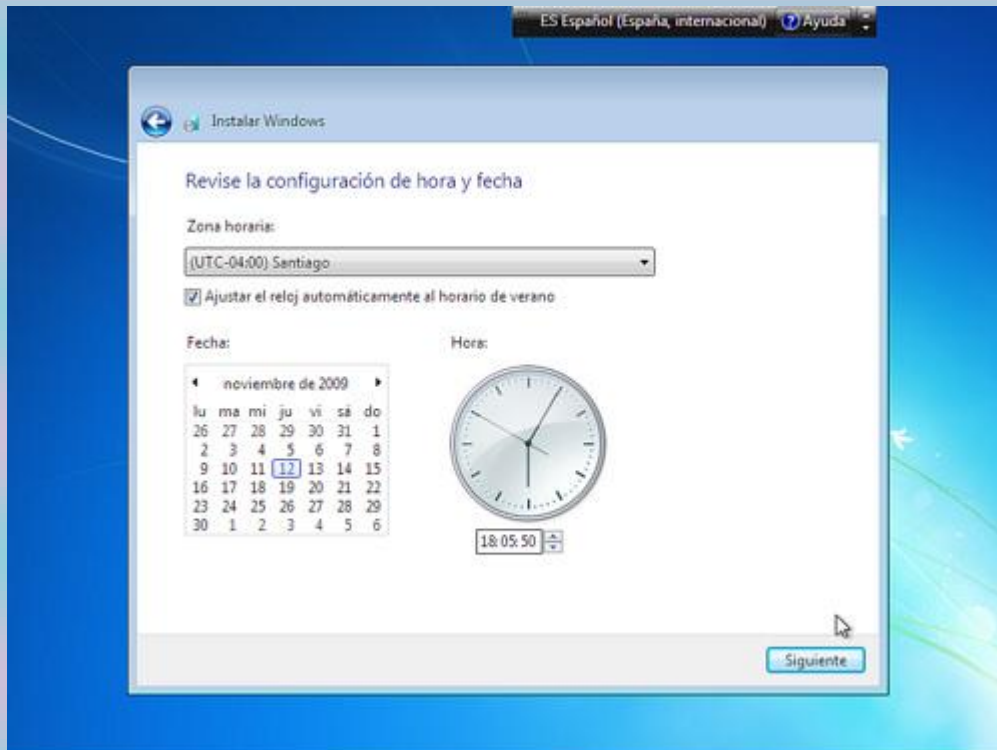 ES Español (España, internacional) ? Ayuda
Instalar Windows
Revise la configuración de hora y fecha
Zona horaria:
(UTC-04:00) Santiago
Ajustar el reloj automáticamente al horario de verano
Fecha:
noviembre de 2009
lu ma mi ju vi sá do
26 27 28 29 30 31 1
2 3 4 5 6 7 8
9 10 11 12 13 14 15
16 17 18 19 20 21 22
23 24 25 26 27 28 29
30 1 2 3 4 5 6
Hora:
18:05:50
Siguiente